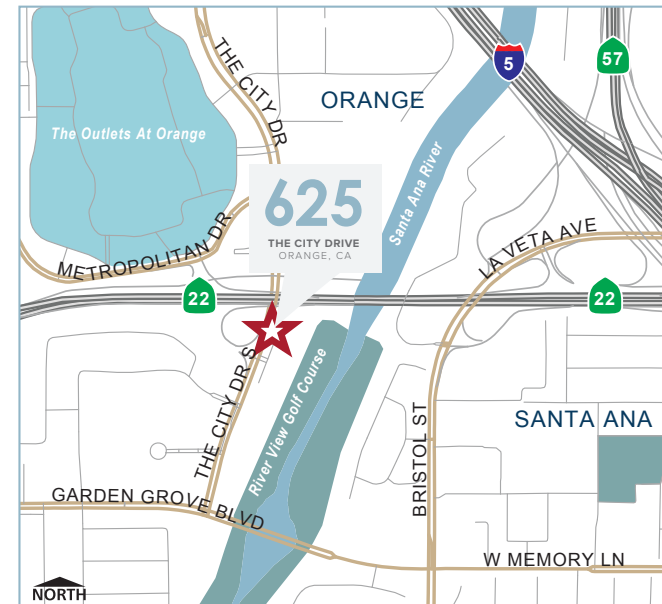 THE CITY DR
5
57
ORANGE
The Outlets At Orange
Santa Ana River
625
THE CITY DRIVE
ORANGE, CA
LA VETA AVE
METROPOLITAN DR
22
22
THE CITY DR S
River View Golf Course
BRISTOL ST
SANTA ANA
GARDEN GROVE BLVD
W MEMORY LN
NORTH